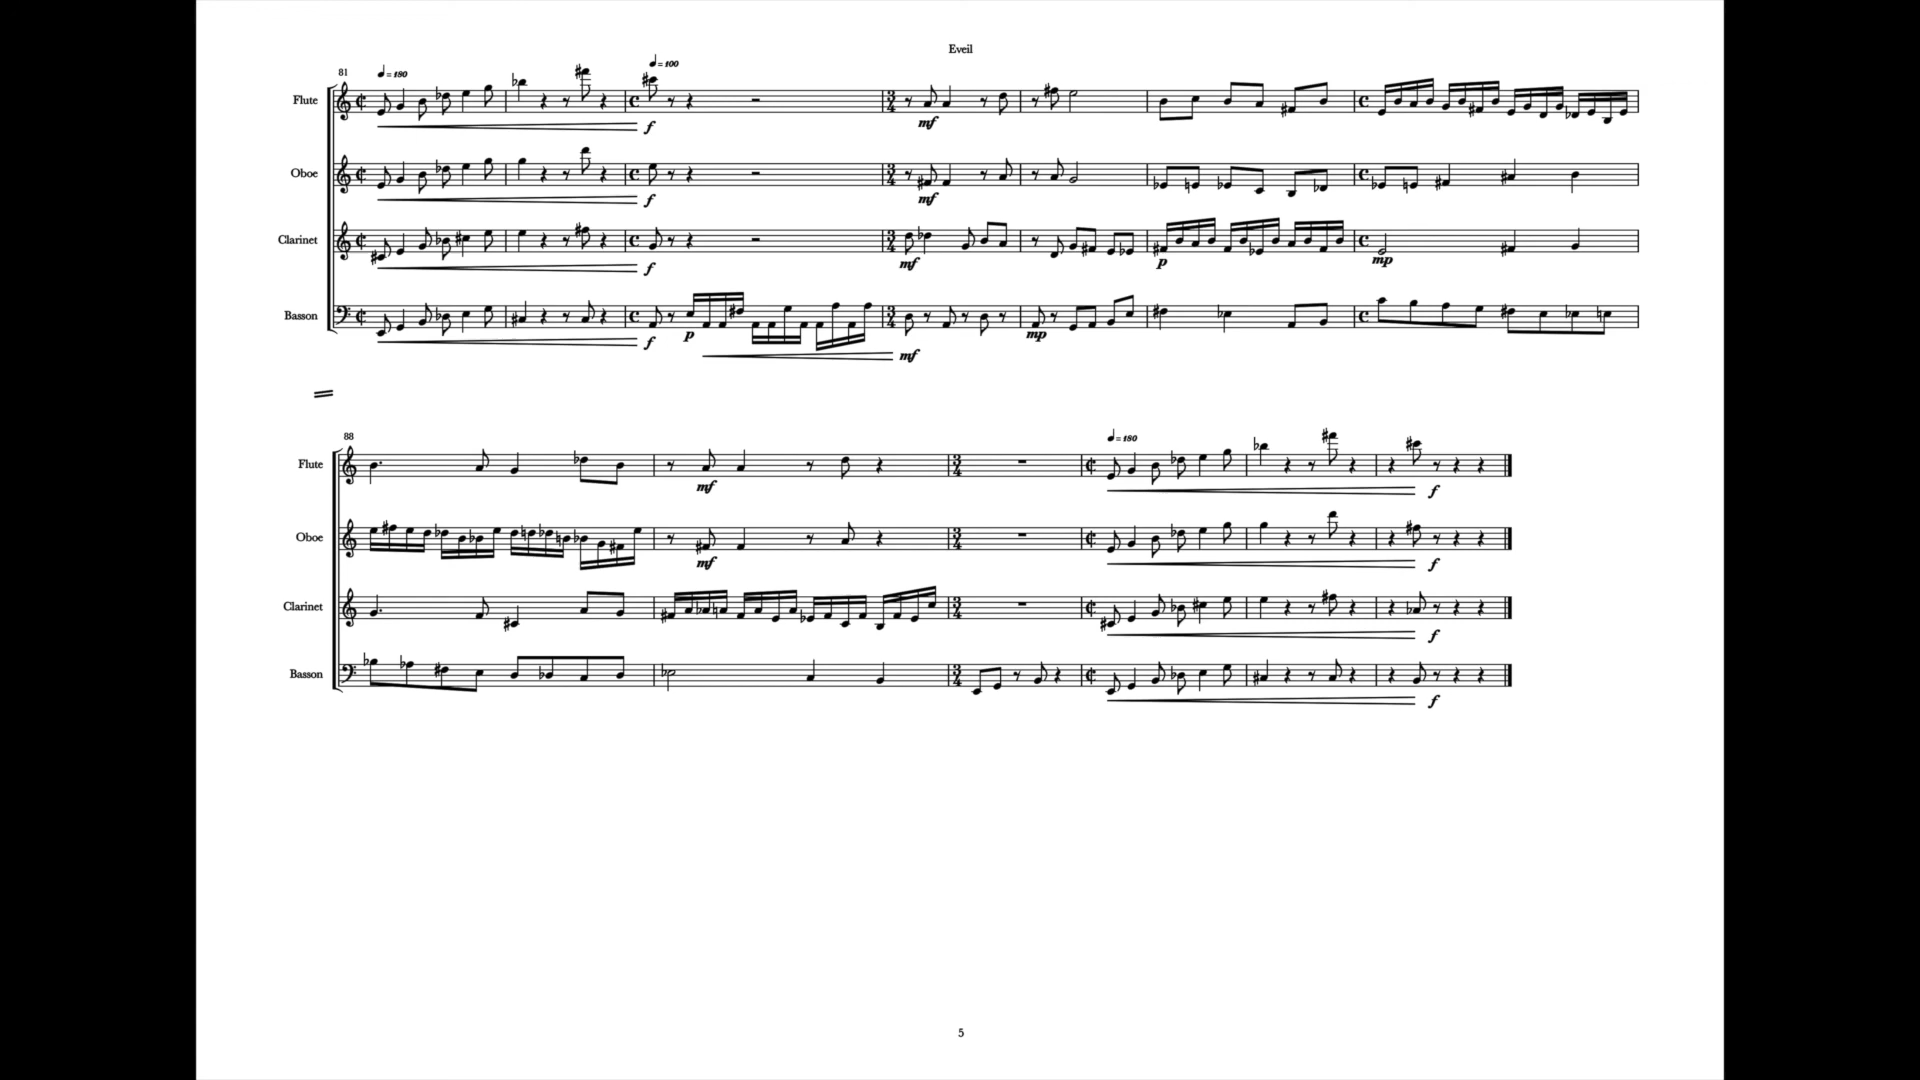 Eveil
81
♩ = 180
♩ = 100
Flute
f
mf
Oboe
f
mf
Clarinet
f
mf
p
mp
Basson
f
p
mf
mp
88
♩ = 180
Flute
mf
f
Oboe
mf
f
Clarinet
f
Basson
f
5